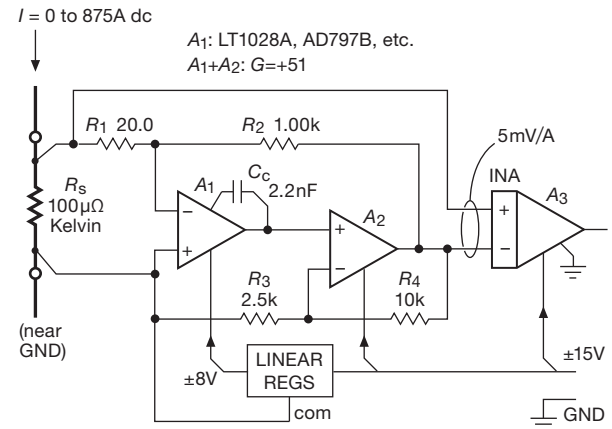 I = 0 to 875A dc
A1: LT1028A, AD797B, etc.
A1+A2: G=+51
R1 20.0
R2 1.00k
5mV/A
INA
Rs
100μΩ
Kelvin
A1
Cc
2.2nF
A2
A3
+
−
+
−
+
−
R3
2.5k
R4
10k
(near
GND)
±8V
LINEAR
REGS
±15V
com
GND